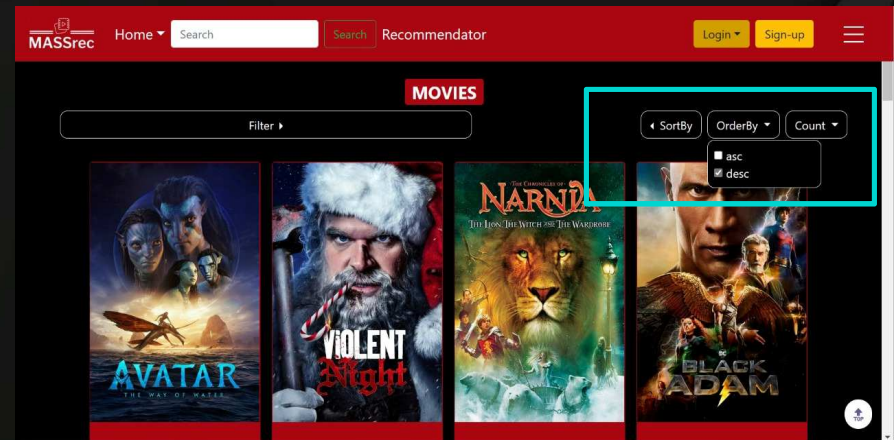 MASSrec
Home
Search
Search
Recommendator
Login
Sign-up
MOVIES
Filter
SortBy
OrderBy
Count
asc
desc
AVATAR
THE WAY OF WATER
VIOLENT
Night
THE CHRONICLES OF
NARNIA
THE LION, THE WITCH AND THE WARDROBE
DC
BLACK
ADAM
TOP